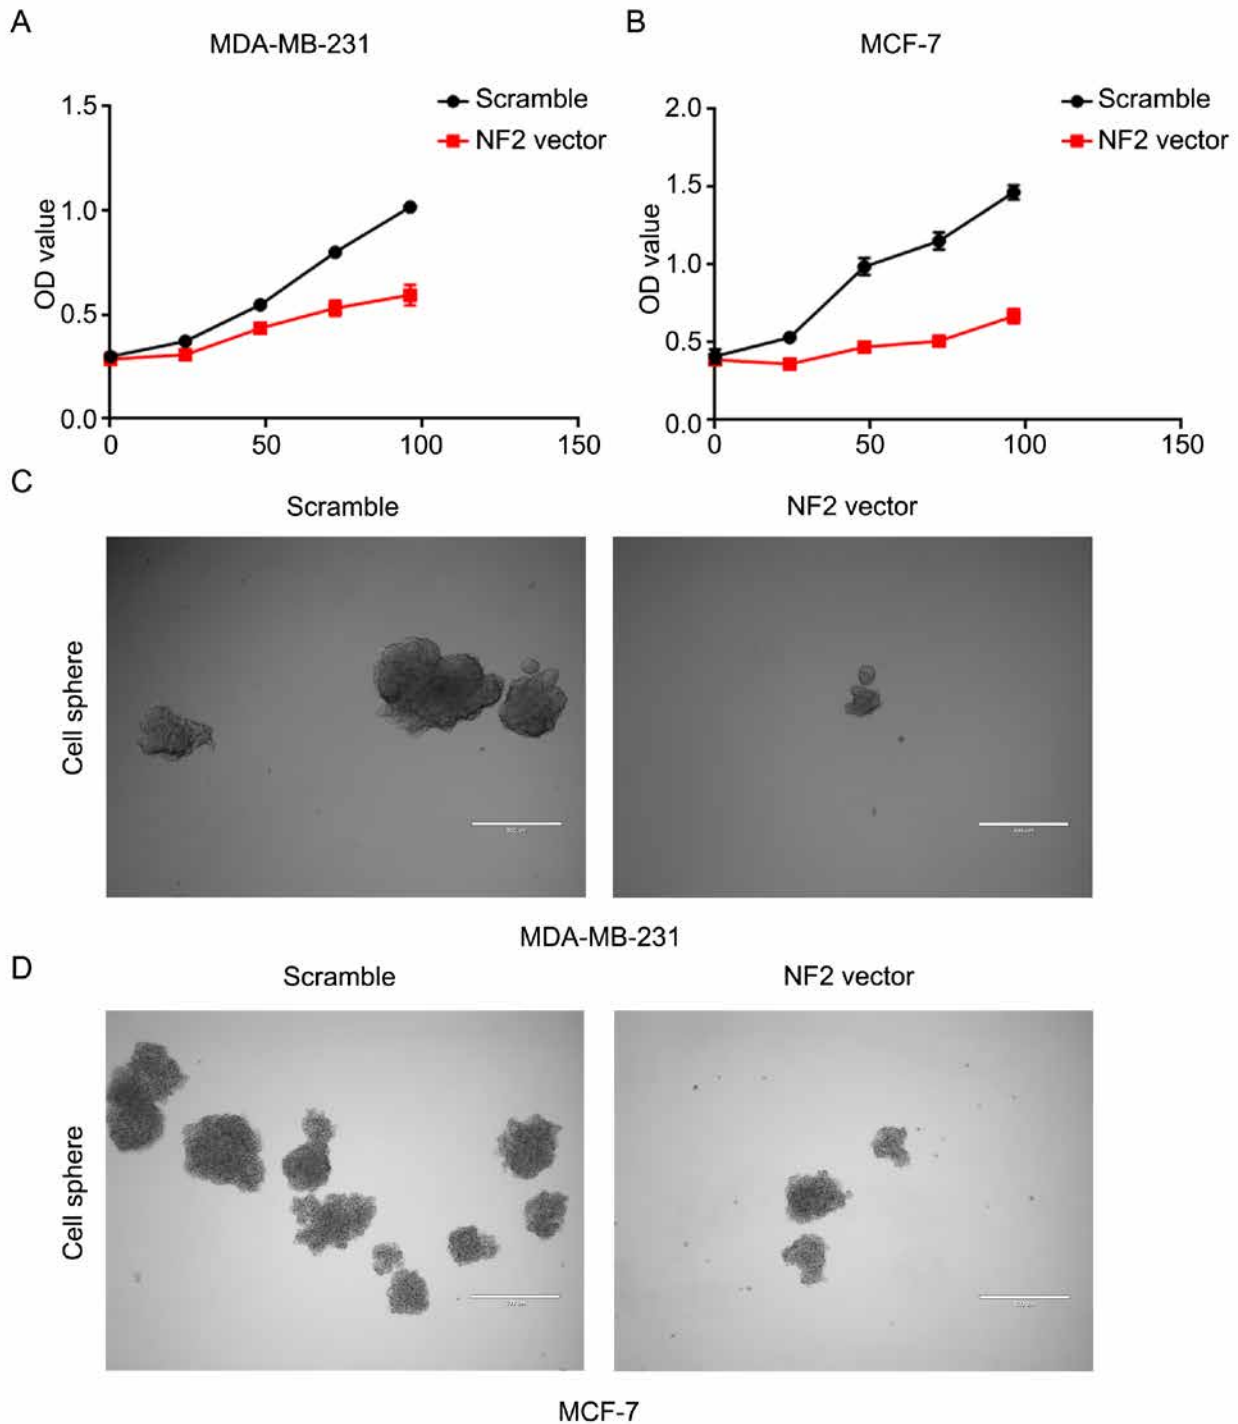 A
MDA-MB-231
1.5
1.0
0.5
0.0
OD value
0 50 100 150
Scramble
NF2 vector
B
MCF-7
2.0
1.5
1.0
0.5
0.0
OD value
0 50 100 150
Scramble
NF2 vector
C
Scramble NF2 vector
Cell sphere
MDA-MB-231
D
Scramble NF2 vector
Cell sphere
MCF-7